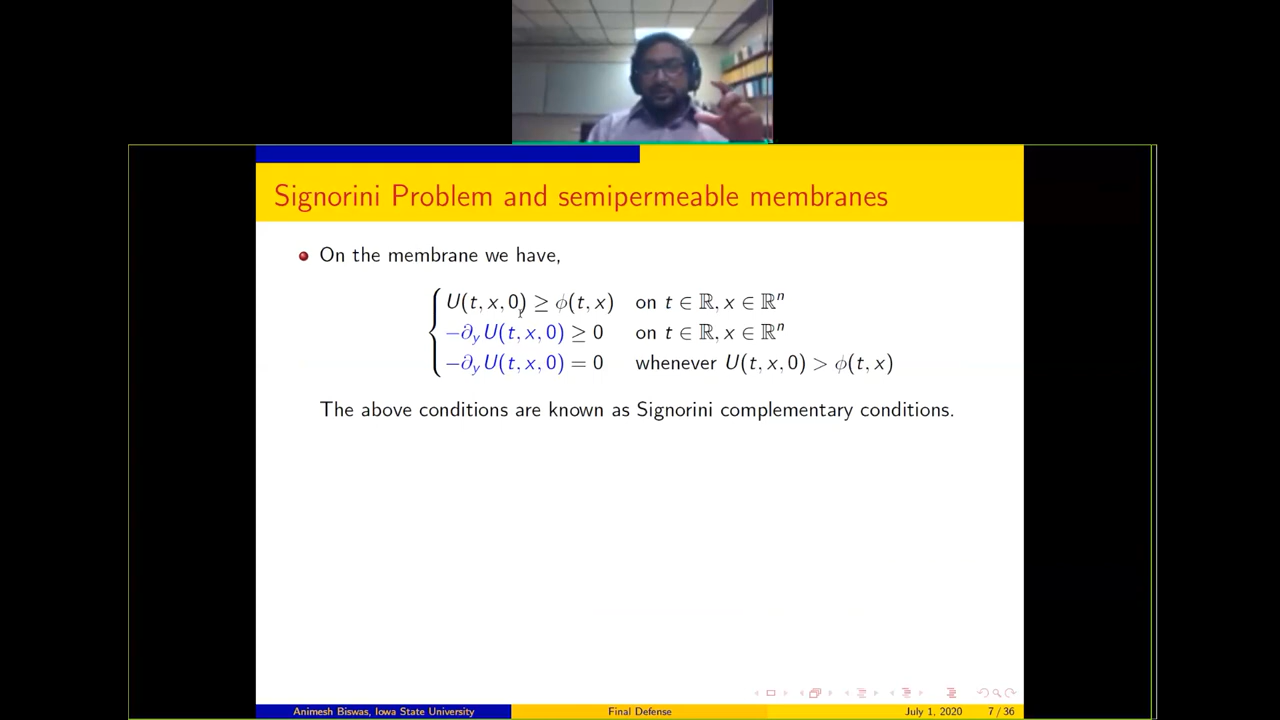 Signorini Problem and semipermeable membranes
On the membrane we have,
U(t, x, 0) ≥ ϕ(t, x) on t ∈ ℝ, x ∈ ℝⁿ
−∂ᵧU(t, x, 0) ≥ 0 on t ∈ ℝ, x ∈ ℝⁿ
−∂ᵧU(t, x, 0) = 0 whenever U(t, x, 0) > ϕ(t, x)
The above conditions are known as Signorini complementary conditions.
Animesh Biswas, Iowa State University Final Defense July 1, 2020 7 / 36